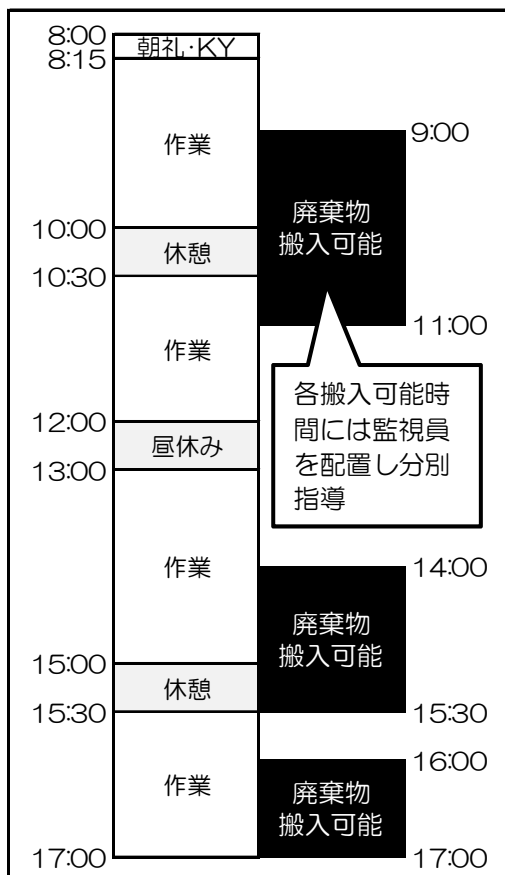 8:00
朝礼・KY
8:15
作業
9:00
廃棄物
搬入可能
10:00
休憩
10:30
11:00
作業
各搬入可能時
間には監視員
を配置し分別
指導
12:00
昼休み
13:00
作業
14:00
廃棄物
搬入可能
15:00
休憩
15:30
15:30
作業
16:00
廃棄物
搬入可能
17:00
17:00